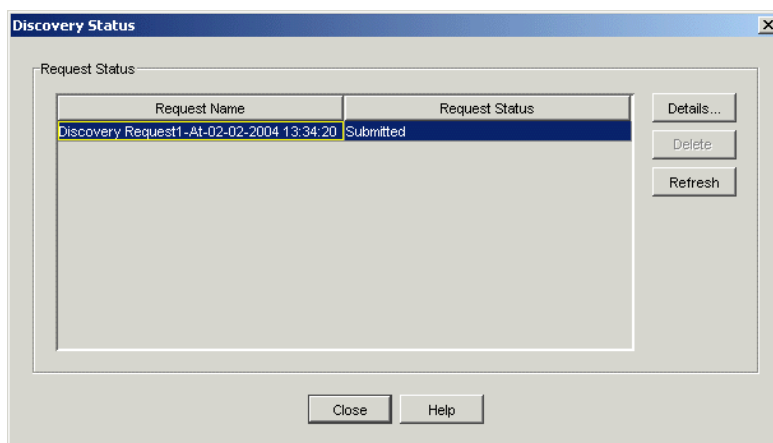 Discovery Status
Request Status
Request Name Request Status
Discovery Request1-At-02-02-2004 13:34:20 Submitted
Details...
Delete
Refresh
Close Help